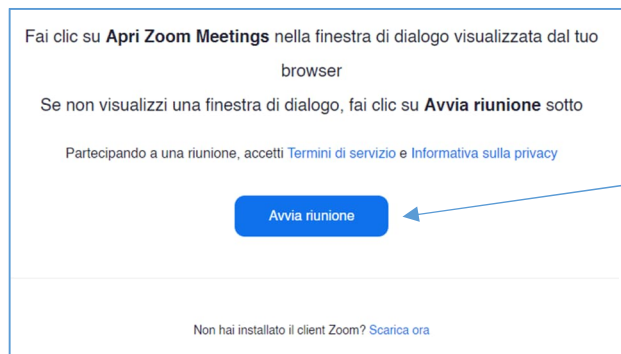 Fai clic su Apri Zoom Meetings nella finestra di dialogo visualizzata dal tuo
browser
Se non visualizzi una finestra di dialogo, fai clic su Avvia riunione sotto
Partecipando a una riunione, accetti Termini di servizio e Informativa sulla privacy
Avvia riunione
Non hai installato il client Zoom? Scarica ora